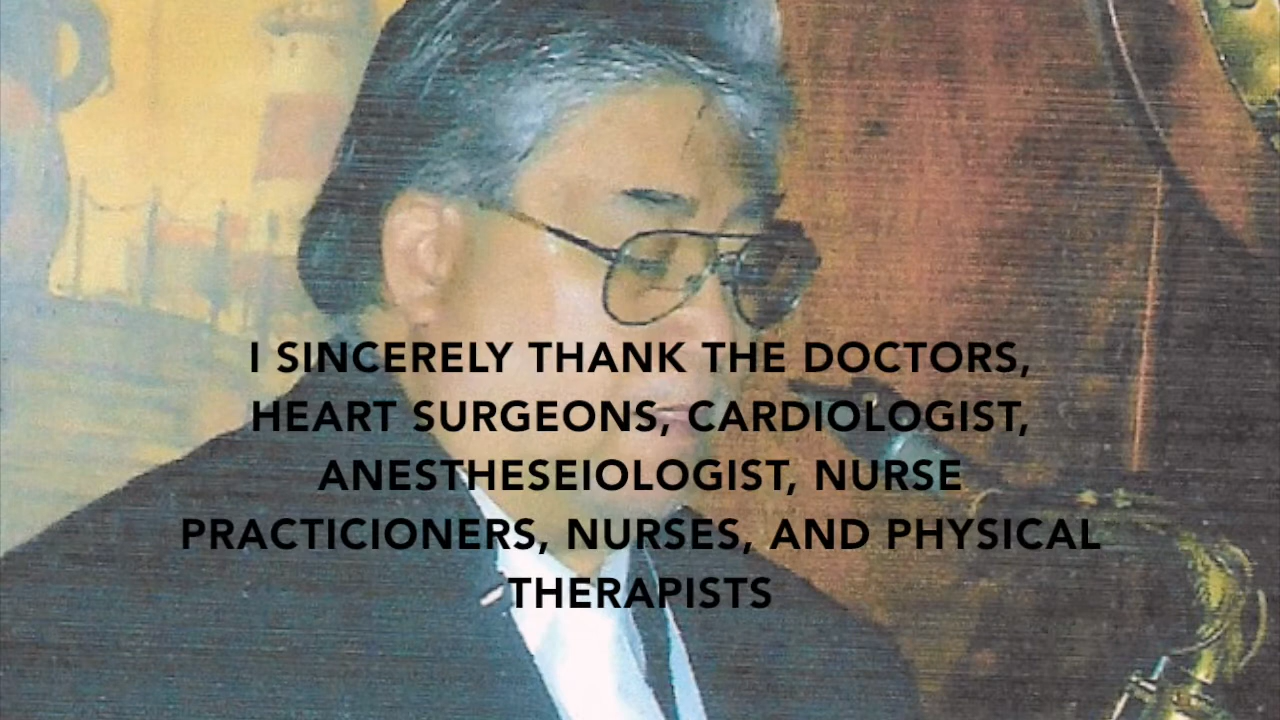 I SINCERELY THANK THE DOCTORS,
HEART SURGEONS, CARDIOLOGIST,
ANESTHESEIOLOGIST, NURSE
PRACTICIONERS, NURSES, AND PHYSICAL
THERAPISTS